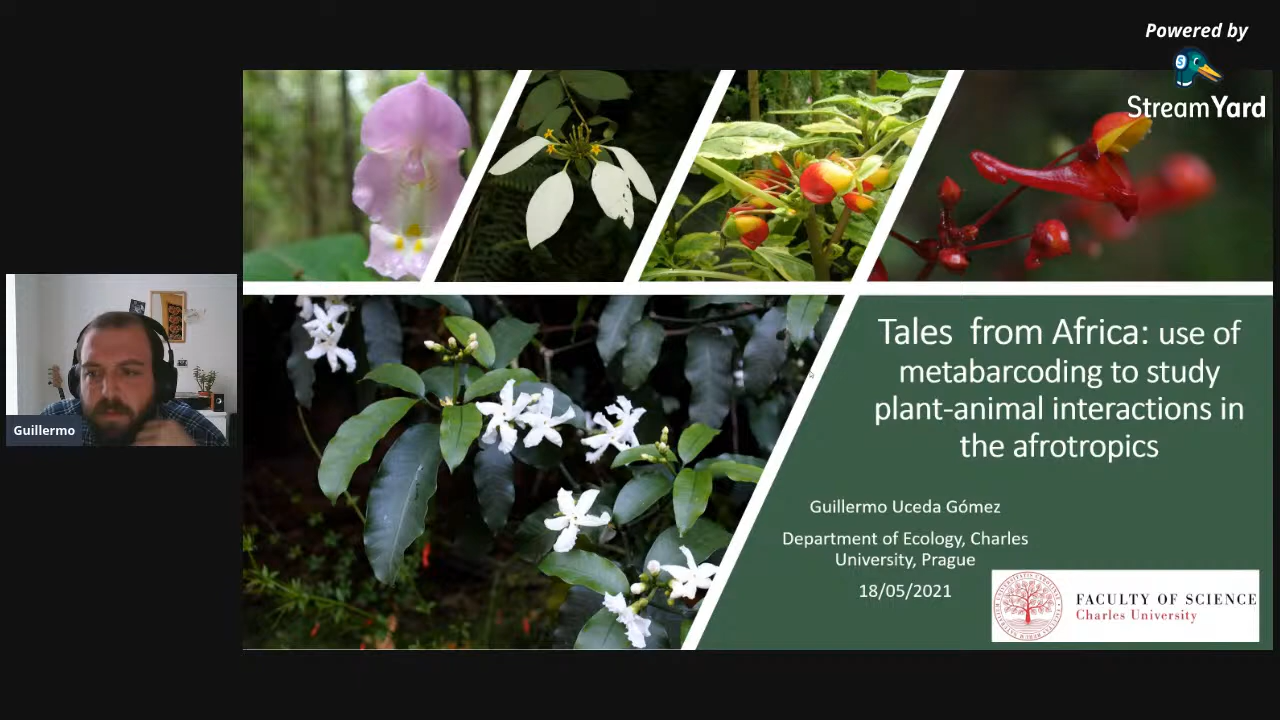 Powered by
StreamYard
Guillermo
Tales from Africa: use of
metabarcoding to study
plant-animal interactions in
the afrotropics
Guillermo Uceda Gómez
Department of Ecology, Charles
University, Prague
18/05/2021
FACULTY OF SCIENCE
Charles University